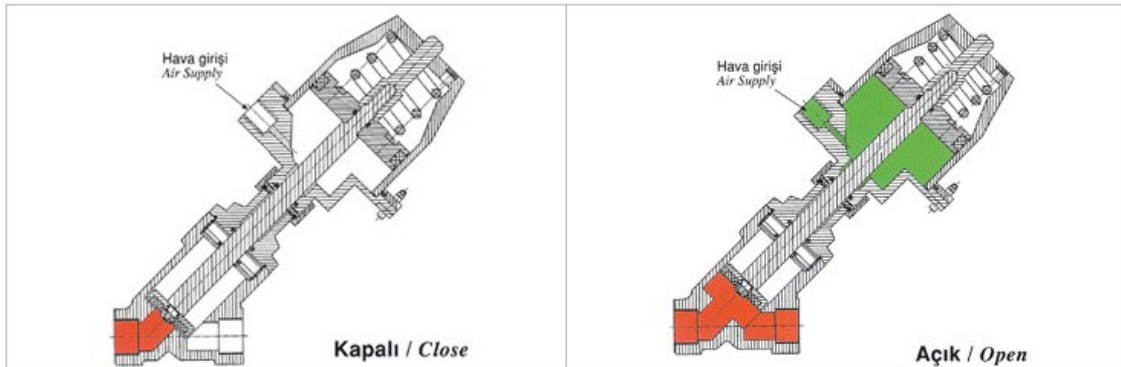 Hava girişi
Air Supply
Kapalı / Close
Hava girişi
Air Supply
Açık / Open